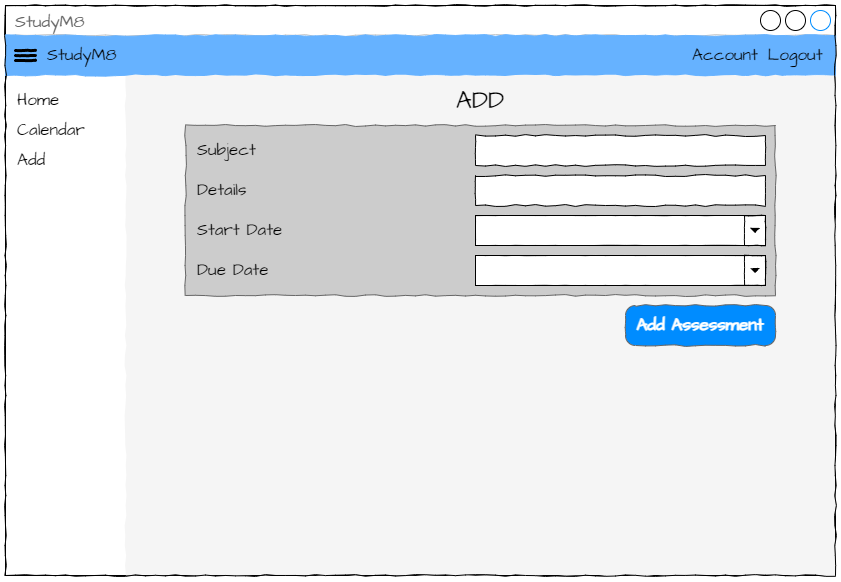 StudyM8
StudyM8 Account Logout
Home
Calendar
Add
ADD
Subject
Details
Start Date
Due Date
Add Assessment